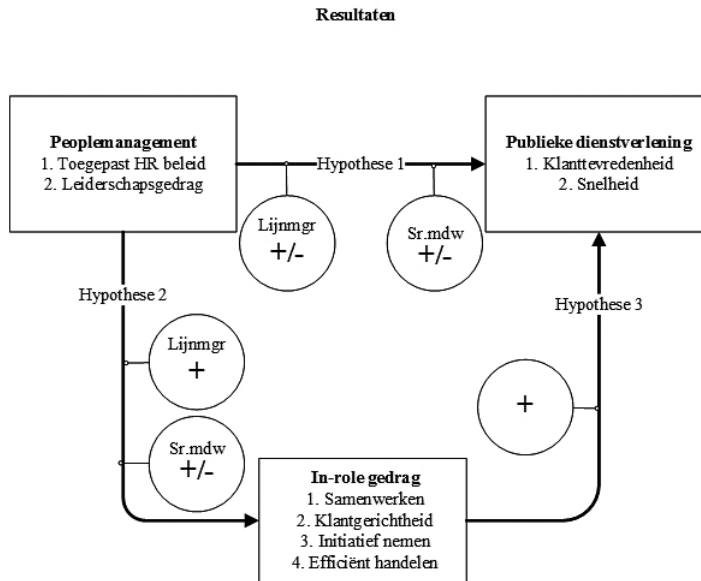 Resultaten
Peoplemanagement
1. Toegepast HR beleid
2. Leiderschapsgedrag
Hypothese 1
Publieke dienstverlening
1. Klanttevredenheid
2. Snelheid
Lijnmgr
+/-
Sr.mdw
+/-
Hypothese 2
Hypothese 3
Lijnmgr
+
+
Sr.mdw
+/-
In-role gedrag
1. Samenwerken
2. Klantgerichtheid
3. Initiatief nemen
4. Efficiënt handelen